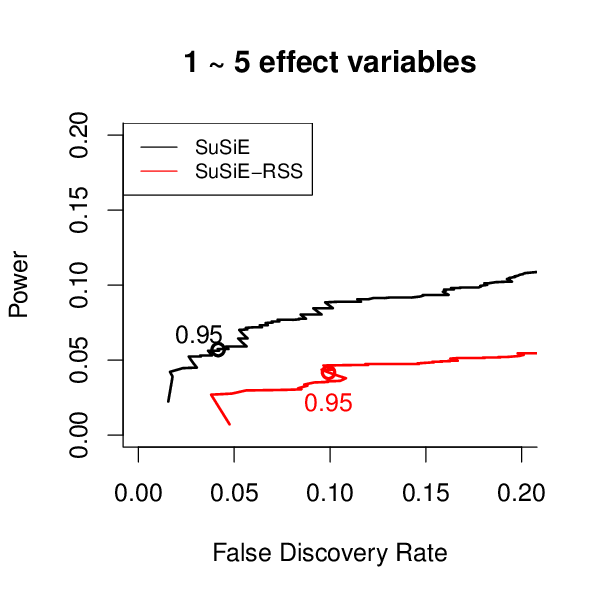 1 ~ 5 effect variables
SuSiE
SuSiE−RSS
0.20
0.15
0.10
0.05
0.00
Power
0.95
0.95
0.00 0.05 0.10 0.15 0.20
False Discovery Rate